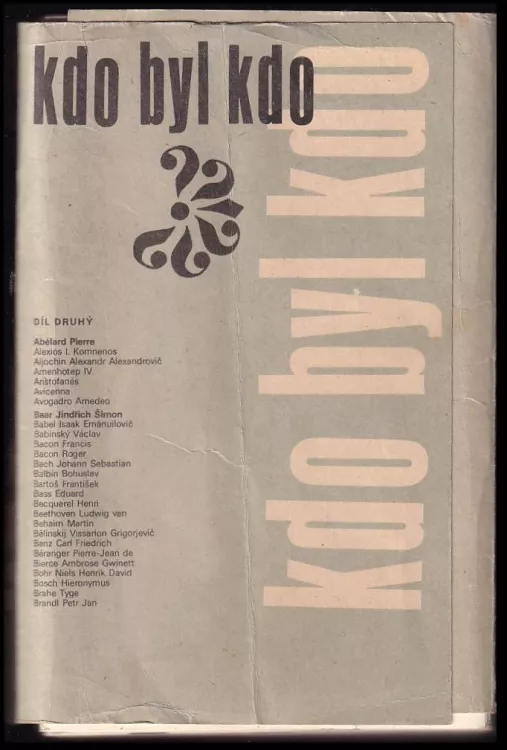 kdo byl kdo
kdo byl kdo
DÍL DRUHÝ
Abélard Pierre
Alexios I. Komnenos
Aljochin Alexandr Alexandrovič
Amenhotep IV.
Aristofanés
Avicenna
Avogadro Amedeo
Baar Jindřich Šimon
Babel Isaak Emánuilovič
Babinský Václav
Bacon Francis
Bacon Roger
Bach Johann Sebastian
Balbín Bohuslav
Bartoš František
Bass Eduard
Becquerel Henri
Beethoven Ludwig van
Behaim Martin
Bělinskij Vissarion Grigorjevič
Benz Carl Friedrich
Béranger Pierre-Jean de
Bierce Ambrose Gwinett
Bohr Niels Henrik David
Bosch Hieronymus
Brahe Tyge
Brandl Petr Jan